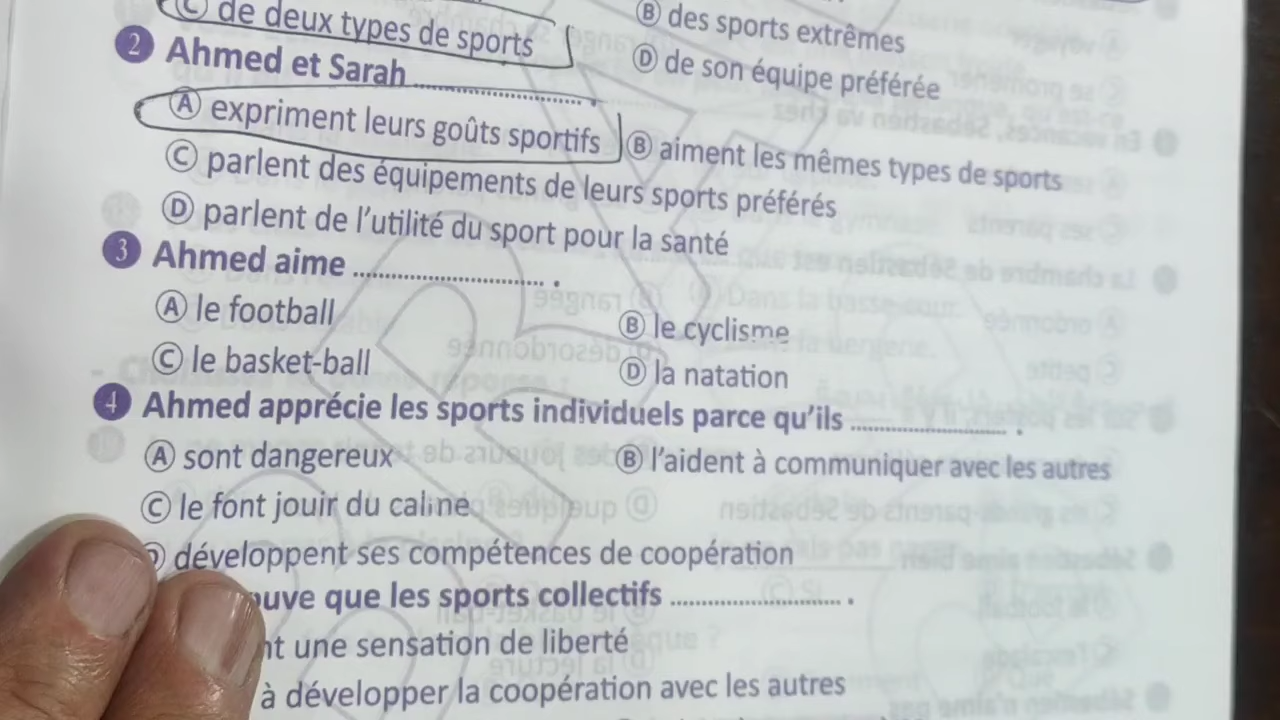 C de deux types de sports
B des sports extrêmes
D de son équipe préférée
2 Ahmed et Sarah .............................. .
A expriment leurs goûts sportifs
B aiment les mêmes types de sports
C parlent des équipements de leurs sports préférés
D parlent de l'utilité du sport pour la santé
3 Ahmed aime .............................. .
A le football
B le cyclisme
C le basket-ball
D la natation
4 Ahmed apprécie les sports individuels parce qu'ils ........................ .
A sont dangereux
B l'aident à communiquer avec les autres
C le font jouir du calme
D développent ses compétences de coopération
que les sports collectifs .......................... .
une sensation de liberté
à développer la coopération avec les autres